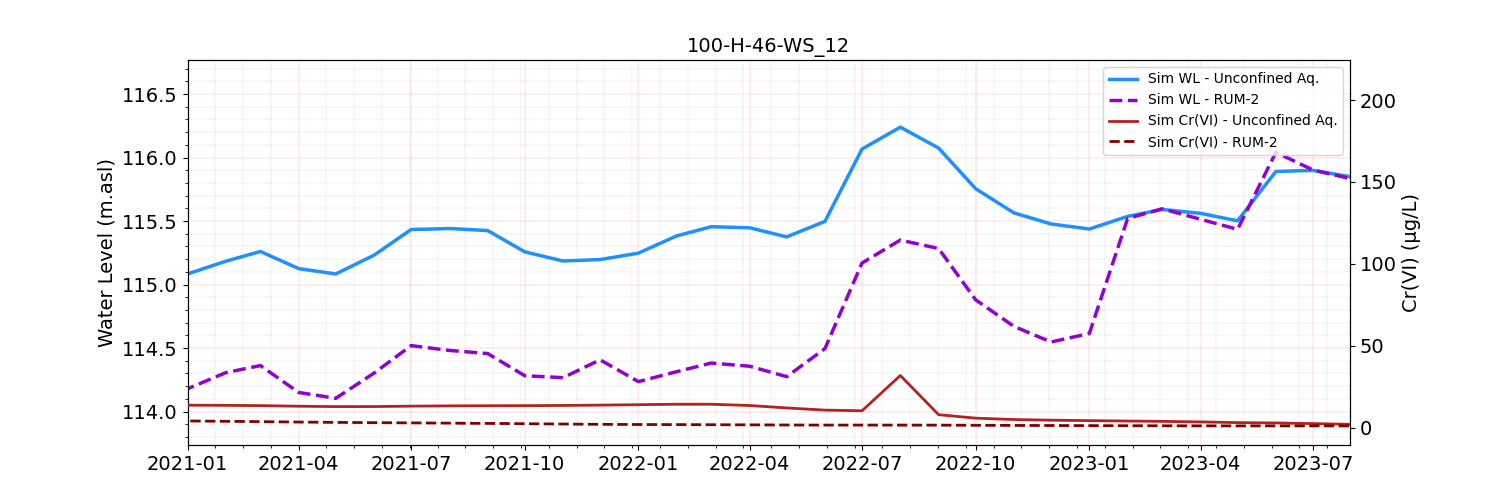 100-H-46-WS_12
Sim WL - Unconfined Aq.
Sim WL - RUM-2
Sim Cr(VI) - Unconfined Aq.
Sim Cr(VI) - RUM-2
Water Level (m.asl)
116.5
116.0
115.5
115.0
114.5
114.0
200
150
100
50
0
Cr(VI) (μg/L)
2021-01 2021-04 2021-07 2021-10 2022-01 2022-04 2022-07 2022-10 2023-01 2023-04 2023-07